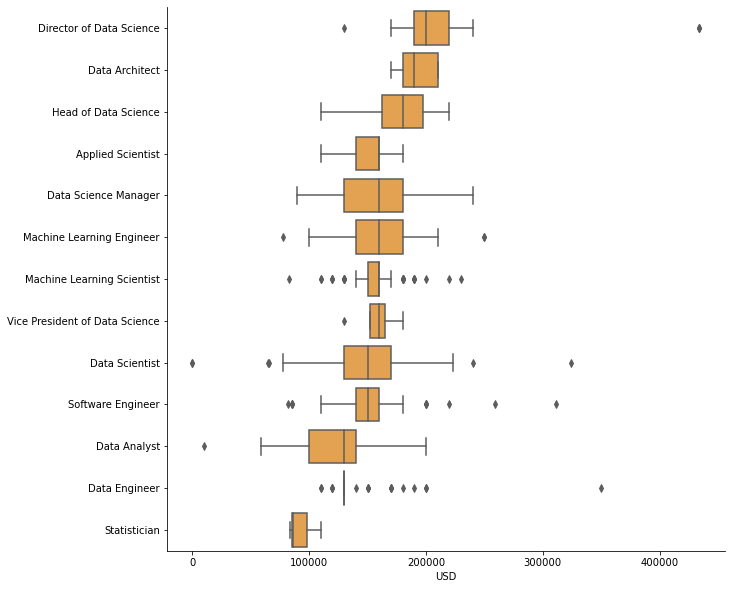 Director of Data Science
Data Architect
Head of Data Science
Applied Scientist
Data Science Manager
Machine Learning Engineer
Machine Learning Scientist
Vice President of Data Science
Data Scientist
Software Engineer
Data Analyst
Data Engineer
Statistician
0 100000 200000 300000 400000
USD